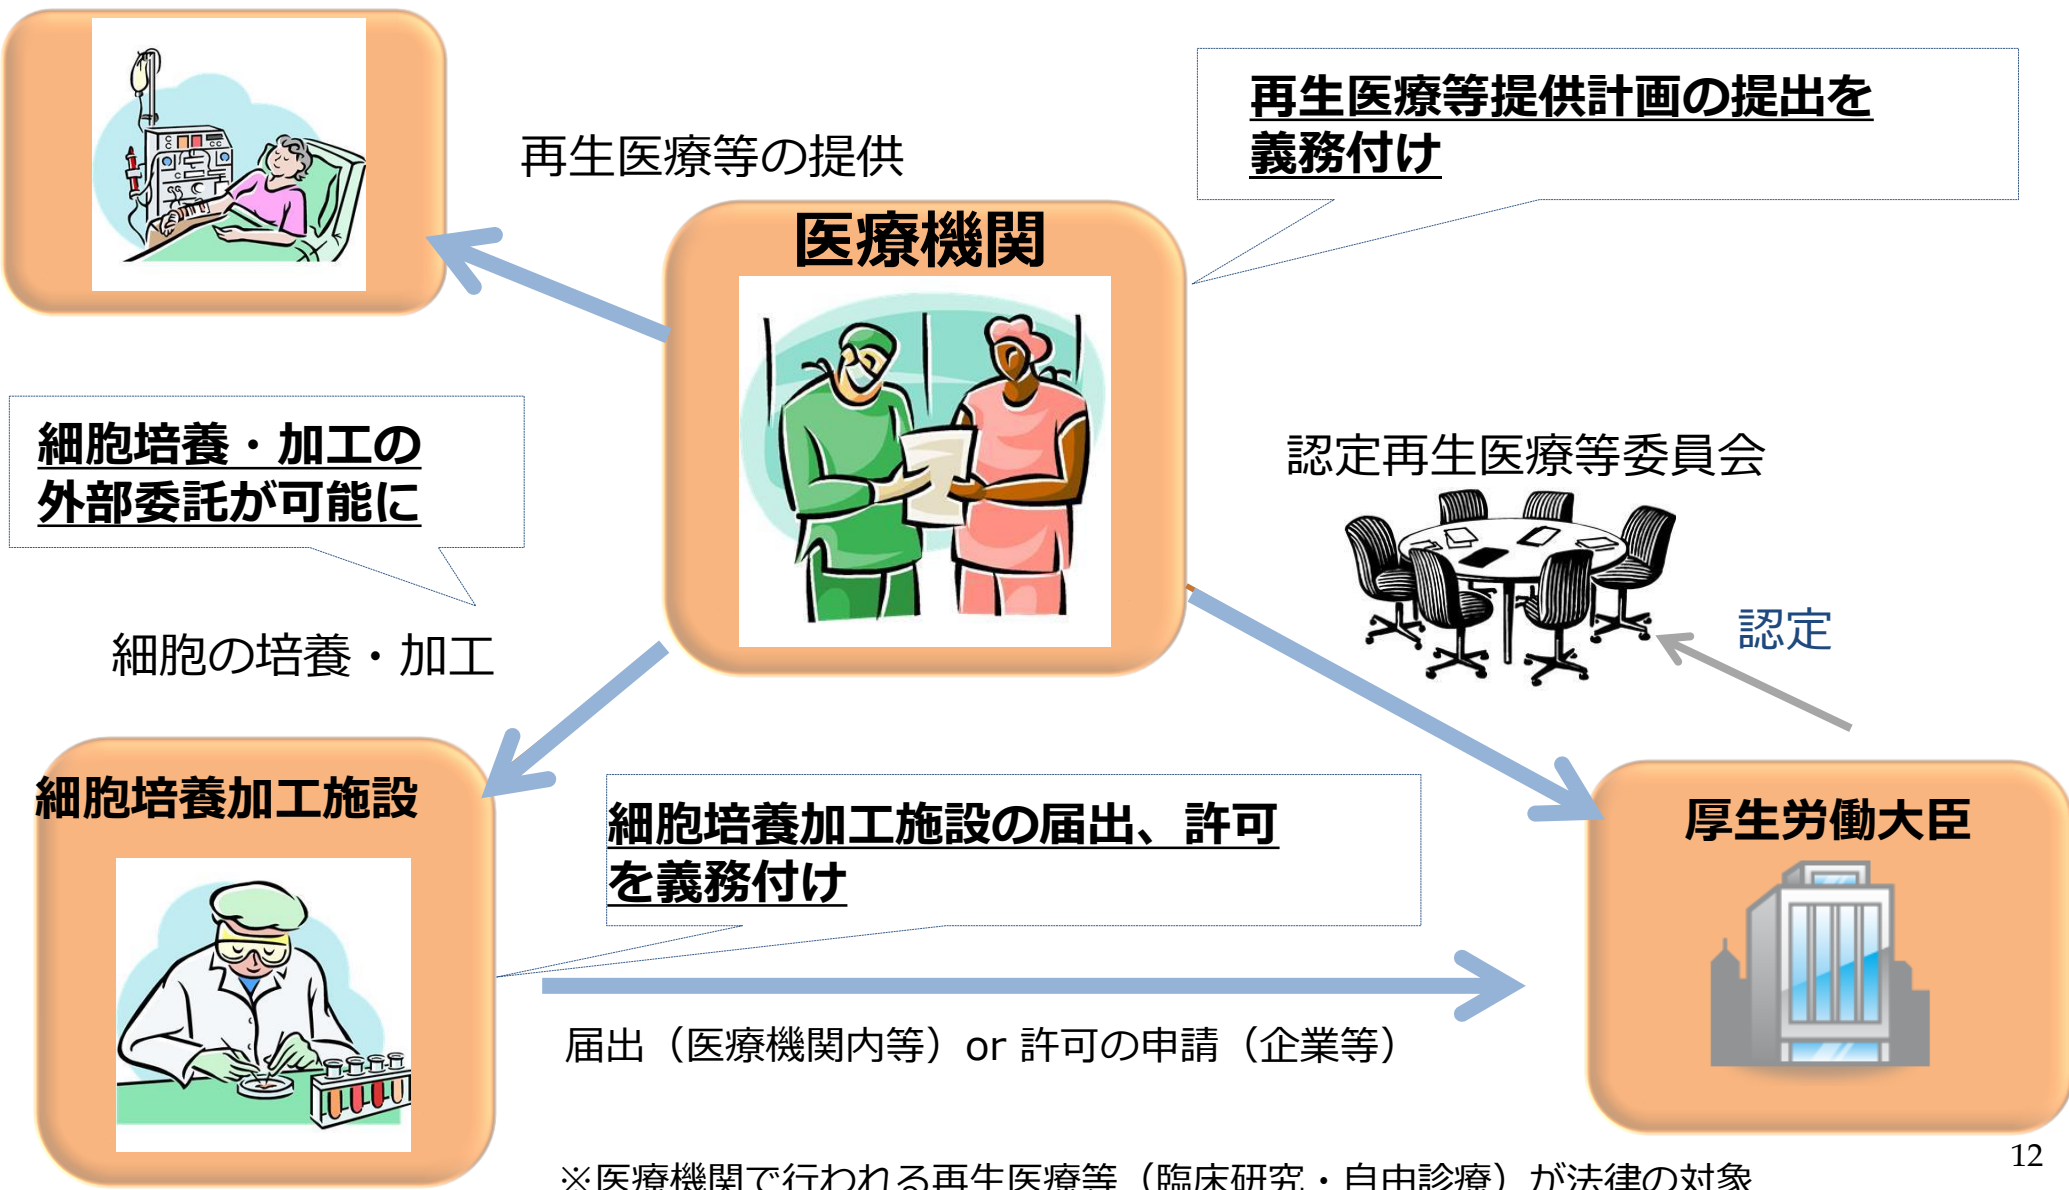 再生医療等提供計画の提出を
義務付け
再生医療等の提供
医療機関
細胞培養・加工の
外部委託が可能に
認定再生医療等委員会
認定
細胞の培養・加工
細胞培養加工施設
細胞培養加工施設の届出、許可
を義務付け
厚生労働大臣
届出（医療機関内等）or 許可の申請（企業等）
※医療機関で行われる再生医療等（臨床研究・自由診療）が法律の対象
12